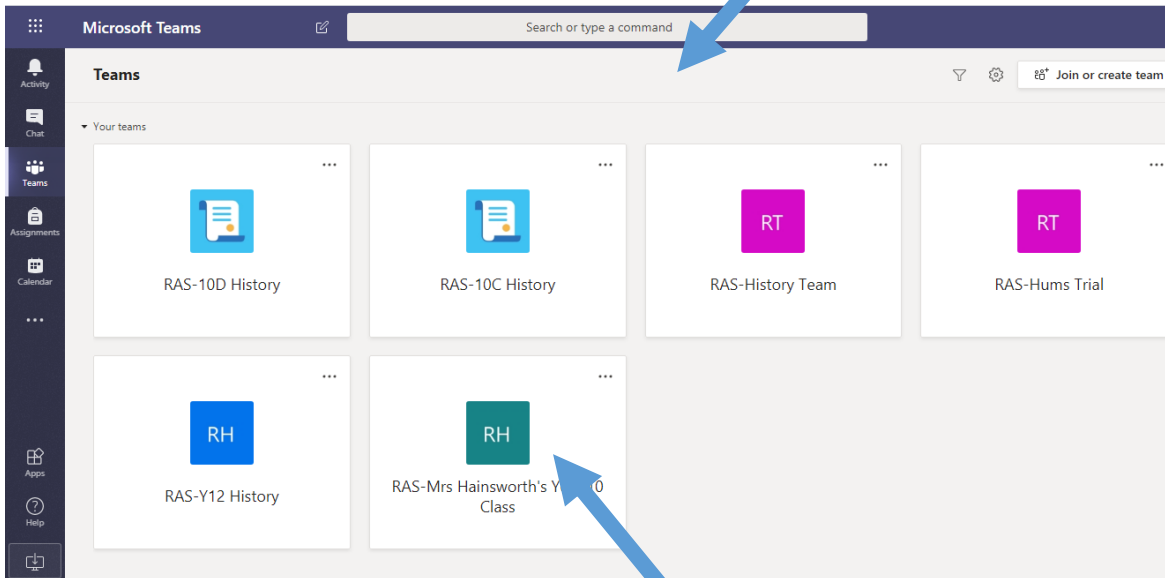 Microsoft Teams
Search or type a command
Activity
Chat
Teams
Assignments
Calendar
Apps
Help
Teams
Join or create team
Your teams
RAS-10D History
RAS-10C History
RT
RAS-History Team
RT
RAS-Hums Trial
RH
RAS-Y12 History
RH
RAS-Mrs Hainsworth's
Class